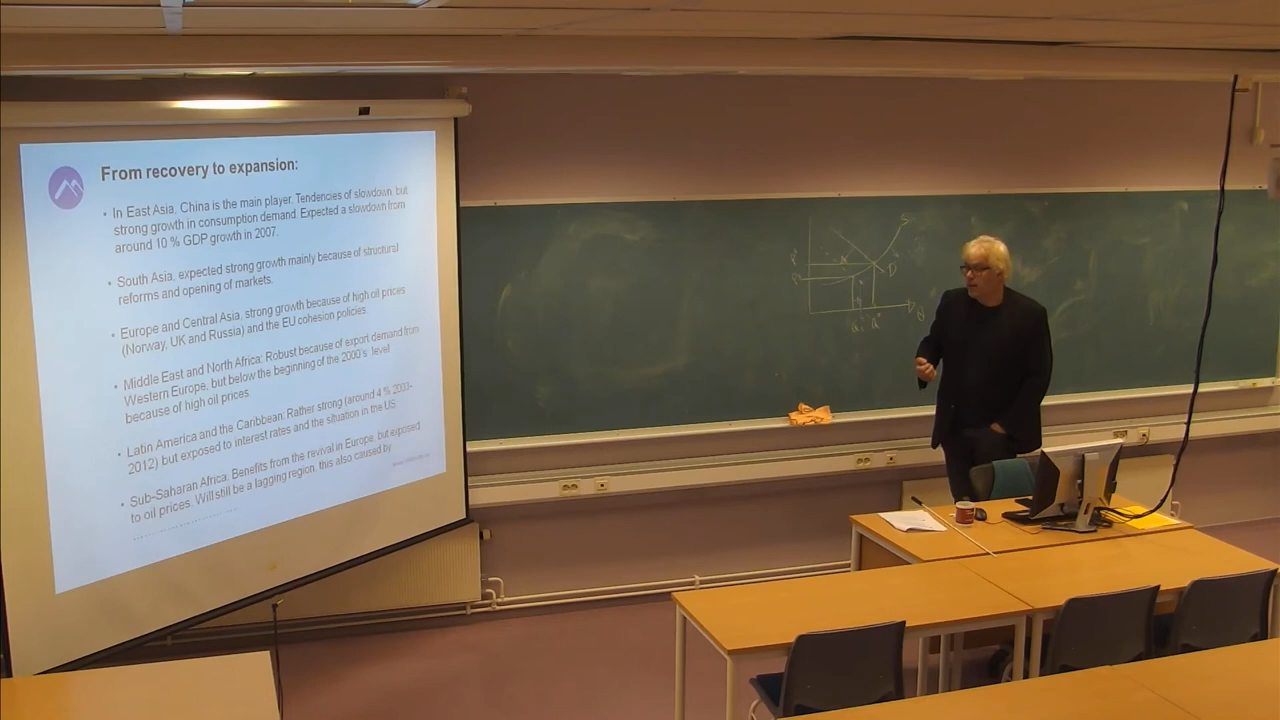 From recovery to expansion:
• In East Asia, China is the main player. Tendencies of slowdown, but
strong growth in consumption demand. Expected a slowdown from
around 10 % GDP growth in 2007.
• South Asia, expected strong growth mainly because of structural
reforms and opening of markets.
• Europe and Central Asia, strong growth because of high oil prices
(Norway, UK and Russia) and the EU cohesion policies.
• Middle East and North Africa: Robust because of export demand from
Western Europe, but below the beginning of the 2000's' level
because of high oil prices.
• Latin America and the Caribbean: Rather strong (around 4 % 2003-
2012) but exposed to interest rates and the situation in the US.
• Sub-Saharan Africa: Benefits from the revival in Europe, but exposed
to oil prices. Will still be a lagging region, this also caused by
S
D
Q